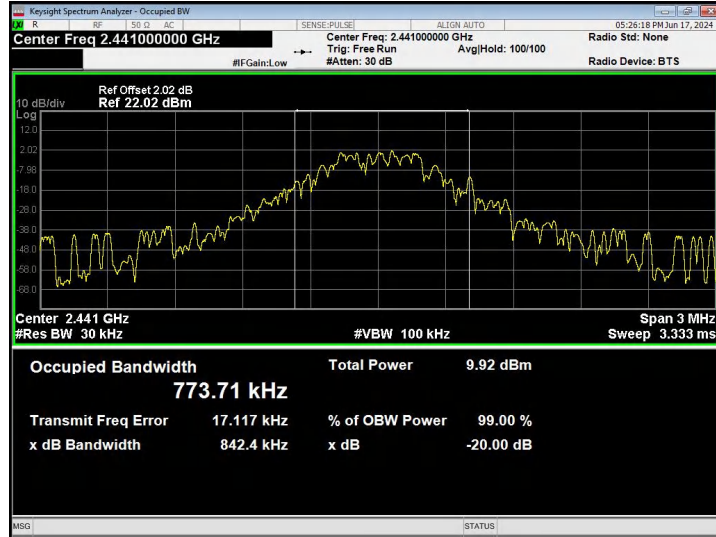 Keysight Spectrum Analyzer - Occupied BW
LXI R RF 50 Ω AC SENSE:PULSE ALIGN AUTO 05:26:18 PM Jun 17, 2024
Center Freq 2.441000000 GHz Center Freq: 2.441000000 GHz Radio Std: None
Trig: Free Run Avg|Hold: 100/100
#IFGain:Low #Atten: 30 dB Radio Device: BTS
Ref Offset 2.02 dB
10 dB/div Ref 22.02 dBm
Log
12.0
2.02
-7.98
-18.0
-28.0
-38.0
-48.0
-58.0
-68.0
Center 2.441 GHz Span 3 MHz
#Res BW 30 kHz #VBW 100 kHz Sweep 3.333 ms
Occupied Bandwidth Total Power 9.92 dBm
773.71 kHz
Transmit Freq Error 17.117 kHz % of OBW Power 99.00 %
x dB Bandwidth 842.4 kHz x dB -20.00 dB
MSG STATUS